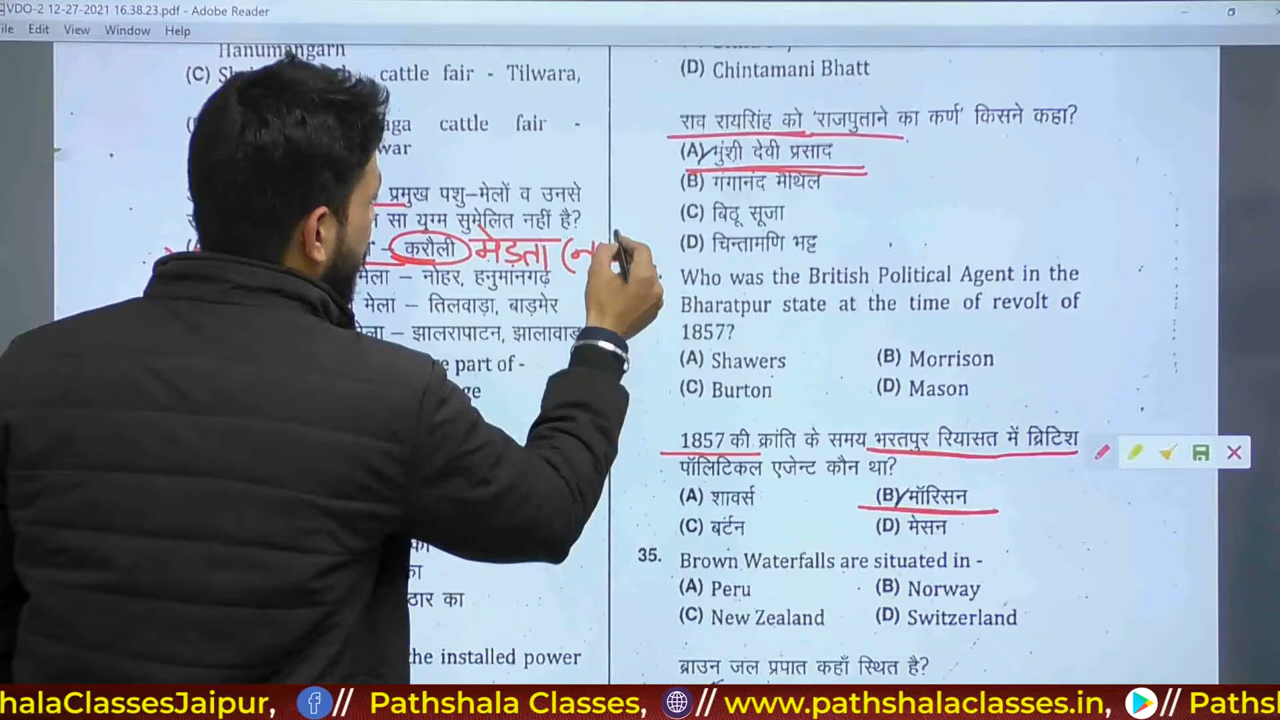 VDO-2 12-27-2021 16.38.23.pdf - Adobe Reader
ile Edit View Window Help
Hanumangarh
(C) cattle fair - Tilwara,
aga cattle fair -
war
प्रमुख पशु–मेलों व उनसे
सा युग्म सुमेलित नहीं है?
- करौली मेड़ता (ना
मेला – नोहर, हनुमांनगढ़
मेला – तिलवाड़ा, बाड़मेर
– झालरापाटन, झालावाड़
e part of -
ge
का
का
ठार का
the installed power
(D) Chintamani Bhatt
राव रायसिंह को 'राजपुताने का कर्ण' किसने कहा?
(A) मुंशी देवी प्रसाद
(B) गंगानंद मैथिल
(C) बिठू सूजा
(D) चिन्तामणि भट्ट
Who was the British Political Agent in the
Bharatpur state at the time of revolt of
1857?
(A) Shawers (B) Morrison
(C) Burton (D) Mason
1857 की क्रांति के समय भरतपुर रियासत में ब्रिटिश
पॉलिटिकल एजेन्ट कौन था?
(A) शावर्स (B) मॉरिसन
(C) बर्टन (D) मेसन
35. Brown Waterfalls are situated in -
(A) Peru (B) Norway
(C) New Zealand (D) Switzerland
ब्राउन जल प्रपात कहाँ स्थित है?
shalaClassesJaipur, // Pathshala Classes, // www.pathshalaclasses.in, // Paths